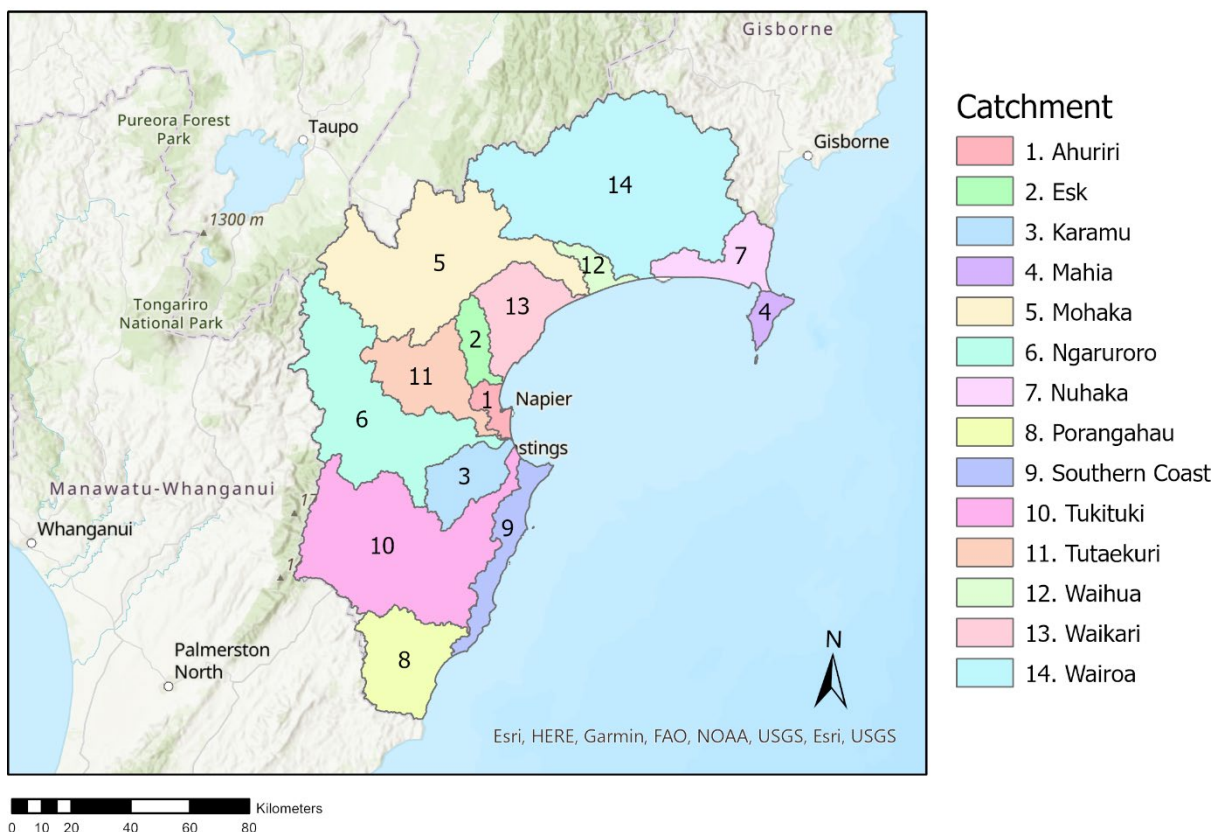 Gisborne
Pureora Forest
Park
Taupo
Gisborne
1300 m
Tongariro
National Park
Napier
stings
Manawatu-Whanganui
17
1
Whanganui
Palmerston
North
14
5
12
7
13
4
2
11
1
6
3
9
10
8
N
Esri, HERE, Garmin, FAO, NOAA, USGS, Esri, USGS
Catchment
1. Ahuriri
2. Esk
3. Karamu
4. Mahia
5. Mohaka
6. Ngaruroro
7. Nuhaka
8. Porangahau
9. Southern Coast
10. Tukituki
11. Tutaekuri
12. Waihua
13. Waikari
14. Wairoa
Kilometers
0 10 20 40 60 80